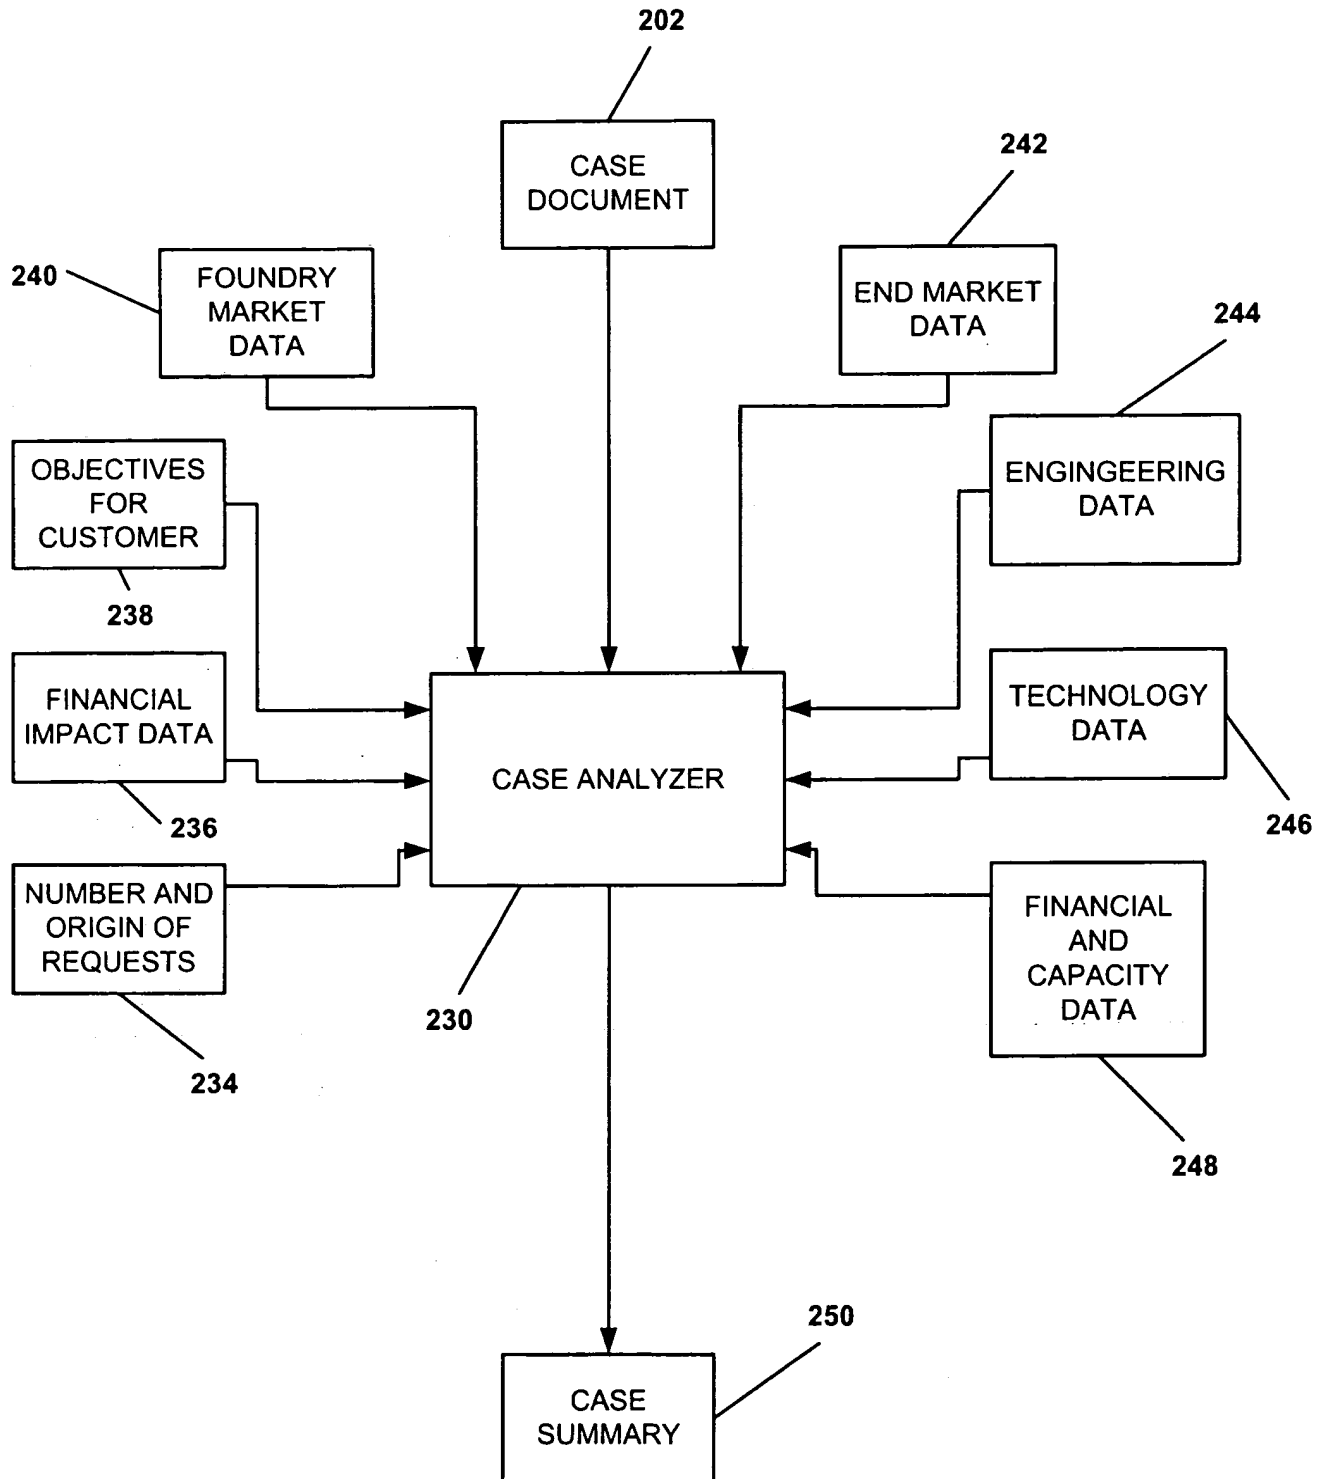 202
CASE
DOCUMENT
242
240
FOUNDRY
MARKET
DATA
END MARKET
DATA
244
OBJECTIVES
FOR
CUSTOMER
238
ENGINGEERING
DATA
FINANCIAL
IMPACT DATA
236
CASE ANALYZER
TECHNOLOGY
DATA
246
NUMBER AND
ORIGIN OF
REQUESTS
234
230
FINANCIAL
AND
CAPACITY
DATA
248
250
CASE
SUMMARY